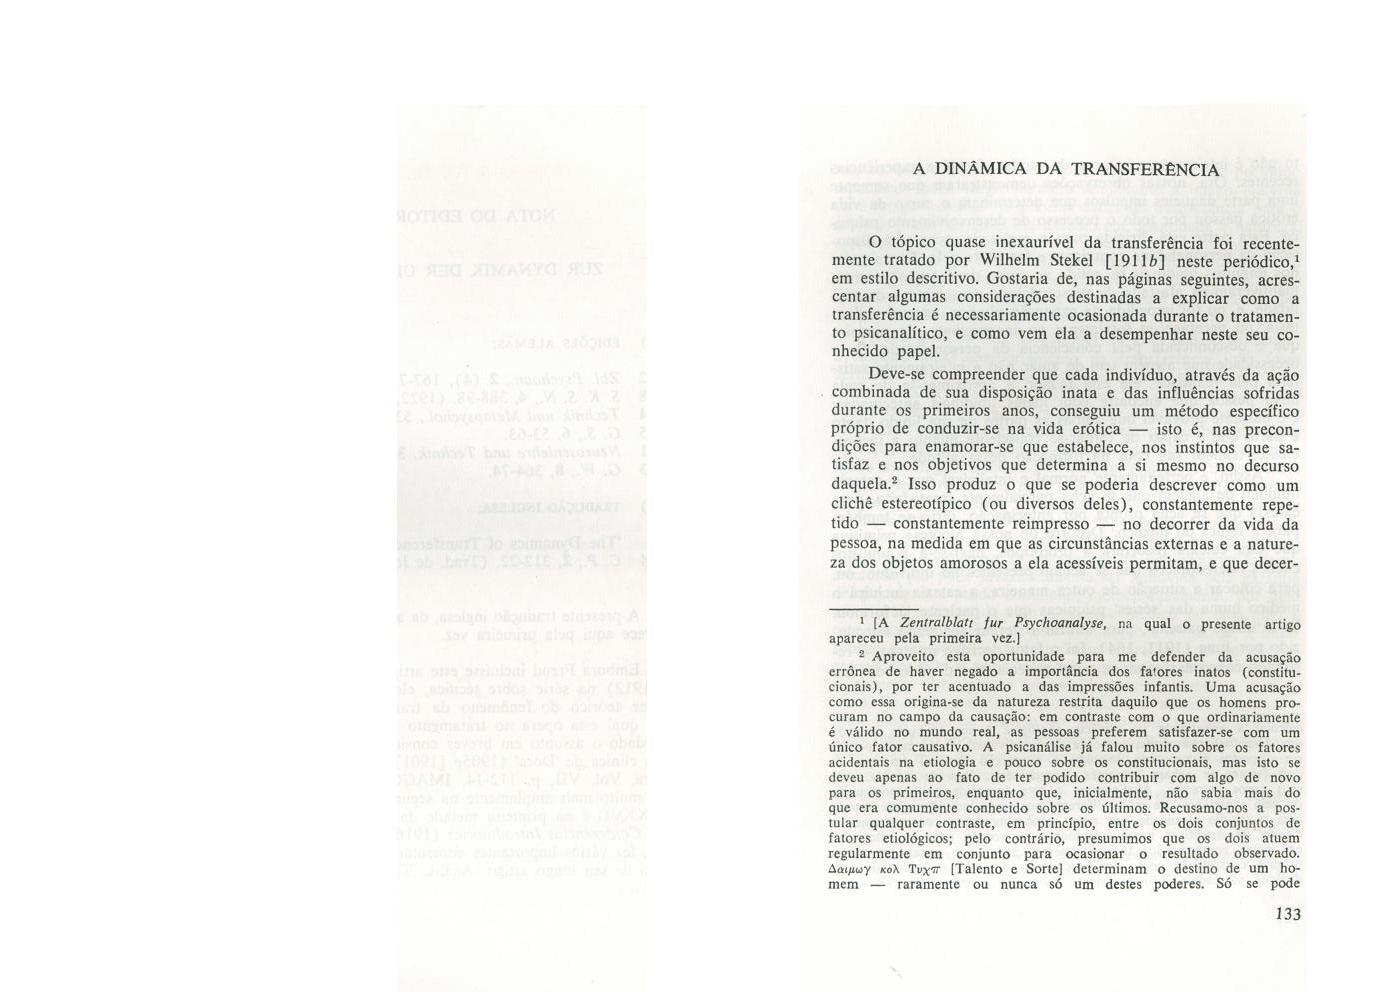 A DINÂMICA DA TRANSFERÊNCIA
O tópico quase inexaurível da transferência foi recente-
mente tratado por Wilhelm Stekel [1911b] neste periódico,¹
em estilo descritivo. Gostaria de, nas páginas seguintes, acres-
centar algumas considerações destinadas a explicar como a
transferência é necessariamente ocasionada durante o tratamen-
to psicanalítico, e como vem ela a desempenhar neste seu co-
nhecido papel.
Deve-se compreender que cada indivíduo, através da ação
combinada de sua disposição inata e das influências sofridas
durante os primeiros anos, conseguiu um método específico
próprio de conduzir-se na vida erótica — isto é, nas precon-
dições para enamorar-se que estabelece, nos instintos que sa-
tisfaz e nos objetivos que determina a si mesmo no decurso
daquela.² Isso produz o que se poderia descrever como um
clichê estereotípico (ou diversos deles), constantemente repe-
tido — constantemente reimpresso — no decorrer da vida da
pessoa, na medida em que as circunstâncias externas e a nature-
za dos objetos amorosos a ela acessíveis permitam, e que decer-
¹ [A Zentralblatt fur Psychoanalyse, na qual o presente artigo
apareceu pela primeira vez.]
² Aproveito esta oportunidade para me defender da acusação
errônea de haver negado a importância dos fatores inatos (constitu-
cionais), por ter acentuado a das impressões infantis. Uma acusação
como essa origina-se da natureza restrita daquilo que os homens pro-
curam no campo da causação: em contraste com o que ordinariamente
é válido no mundo real, as pessoas preferem satisfazer-se com um
único fator causativo. A psicanálise já falou muito sobre os fatores
acidentais na etiologia e pouco sobre os constitucionais, mas isto se
deveu apenas ao fato de ter podido contribuir com algo de novo
para os primeiros, enquanto que, inicialmente, não sabia mais do
que era comumente conhecido sobre os últimos. Recusamo-nos a pos-
tular qualquer contraste, em princípio, entre os dois conjuntos de
fatores etiológicos; pelo contrário, presumimos que os dois atuem
regularmente em conjunto para ocasionar o resultado observado.
Δαιμωγ κολ Τυχπ [Talento e Sorte] determinam o destino de um ho-
mem — raramente ou nunca só um destes poderes. Só se pode
133